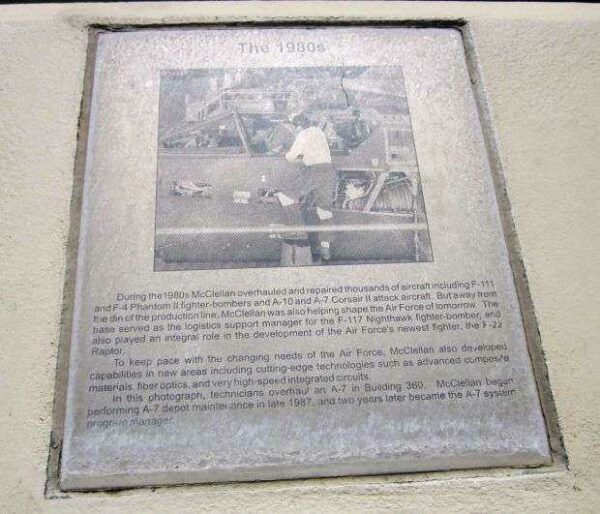 The 1980s
During the 1980s McClellan overhauled and repaired thousands of aircraft including F-111
and F-4 Phantom II fighter-bombers and A-10 and A-7 Corsair II attack aircraft. But away from
the din of the production line, McClellan was also helping shape the Air Force of tomorrow. The
base served as the logistics support manager for the F-117 Nighthawk fighter-bomber, and
also played an integral role in the development of the Air Force's newest fighter, the F-22
Raptor.
To keep pace with the changing needs of the Air Force, McClellan also developed
capabilities in new areas including cutting-edge technologies such as advanced composite
materials, fiber optics, and very high-speed integrated circuits.
In this photograph, technicians overhaul an A-7 in Building 360. McClellan began
performing A-7 depot maintenance in late 1987, and two years later became the A-7 system
program manager.